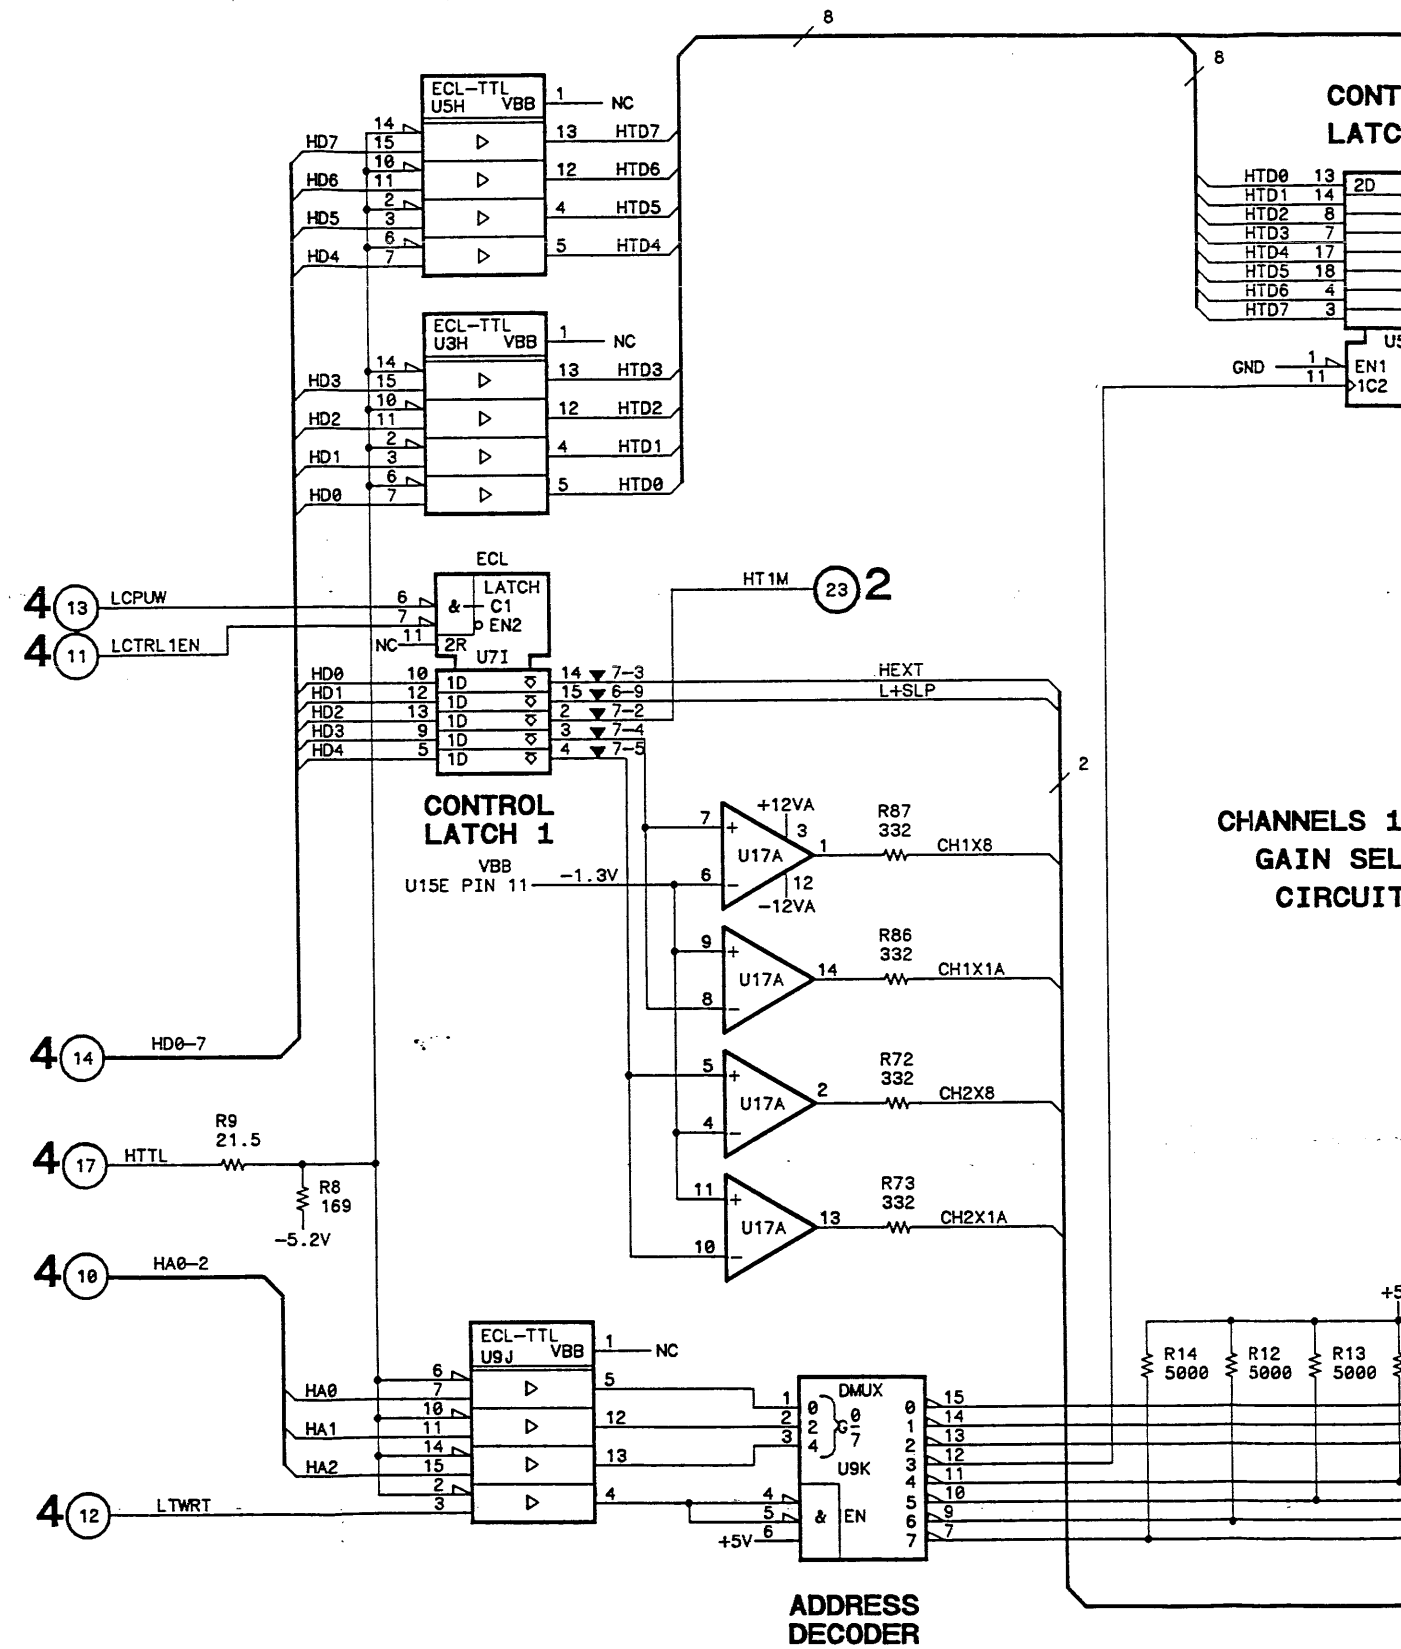 8
8
ECL-TTL
U5H VBB 1 NC
14
HD7 15 13 HTD7
10
HD6 11 12 HTD6
2
HD5 3 4 HTD5
6
HD4 7 5 HTD4
CONT
LATC
HTD0 13 2D
HTD1 14
HTD2 8
HTD3 7
HTD4 17
HTD5 18
HTD6 4
HTD7 3
U5
GND 1 EN1
11 1C2
ECL-TTL
U3H VBB 1 NC
14
HD3 15 13 HTD3
10
HD2 11 12 HTD2
2
HD1 3 4 HTD1
6
HD0 7 5 HTD0
ECL
LATCH
4 13 LCPUW 6 & C1
7 EN2
4 11 LCTRL1EN NC 11 2R
U7I
HT1M 23 2
HD0 10 1D 14 7-3 HEXT
HD1 12 1D 15 6-9 L+SLP
HD2 13 1D 2 7-2
HD3 9 1D 3 7-4
HD4 5 1D 4 7-5
2
CONTROL
LATCH 1
VBB
U15E PIN 11 -1.3V
+12VA
3
7 + U17A 1
6 -
12
-12VA
R87
332
CH1X8
CHANNELS 1
GAIN SEL
CIRCUIT
9 + U17A 14
8 -
R86
332
CH1X1A
4 14 HD0-7
5 + U17A 2
4 -
R72
332
CH2X8
R9
21.5
4 17 HTTL
R8
169
-5.2V
11 + U17A 13
10 -
R73
332
CH2X1A
4 10 HA0-2
ECL-TTL
U9J VBB 1 NC
6
HA0 7 5
10
HA1 11 12
14
HA2 15 13
2
4 12 LTWRT 3 4
DMUX
1 0 0 15
2 2 G 0/7 1 14
3 4 2 13
U9K 3 12
4 11
4 5 10
5 & EN 6 9
+5V 6 7 7
+5
R14
5000
R12
5000
R13
5000
ADDRESS
DECODER